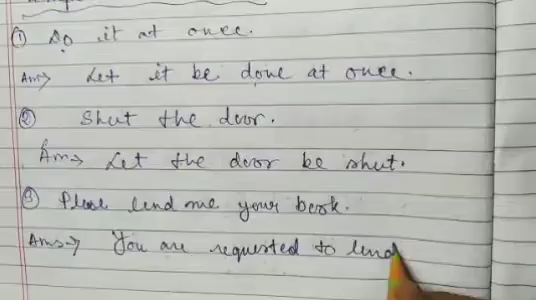 ① Do it at once.
Ans→ Let it be done at once.
② Shut the door.
Ans→ Let the door be shut.
③ Please lend me your book.
Ans→ You are requested to lend